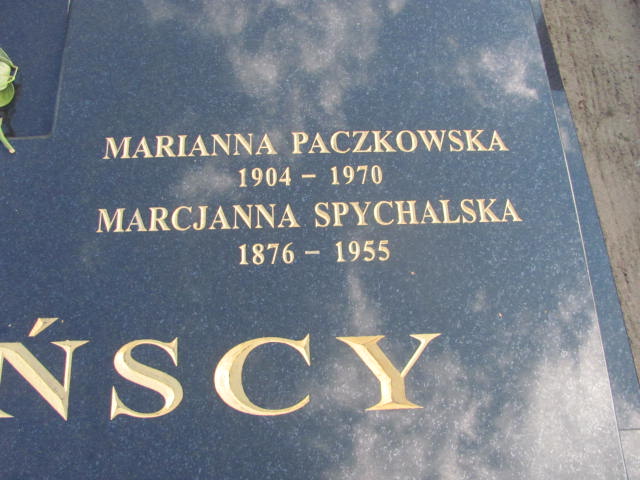 MARIANNA PACZKOWSKA
1904 – 1970
MARCJANNA SPYCHALSKA
1876 – 1955
ŃSCY